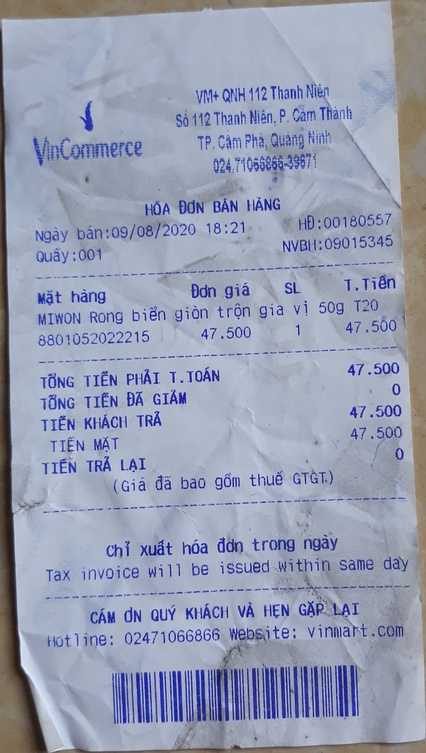 VinCommerce
VM+ QNH 112 Thanh Niên
Số 112 Thanh Niên, P. Cẩm Thành
TP. Cẩm Phả, Quảng Ninh
024.71066866-39671
HÓA ĐƠN BÁN HÀNG
Ngày bán:09/08/2020 18:21 HĐ:00180557
Quầy:001 NVBH:09015345
Mặt hàng Đơn giá SL T.Tiền
MIWON Rong biển giòn trộn gia vị 50g T20
8801052022215 47.500 1 47.500
TỔNG TIỀN PHẢI T.TOÁN 47.500
TỔNG TIỀN ĐÃ GIẢM 0
TIỀN KHÁCH TRẢ 47.500
TIỀN MẶT 47.500
TIỀN TRẢ LẠI 0
(Giá đã bao gồm thuế GTGT)
Chỉ xuất hóa đơn trong ngày
Tax invoice will be issued within same day
CẢM ƠN QUÝ KHÁCH VÀ HẸN GẶP LẠI
Hotline: 02471066866 Website: vinmart.com